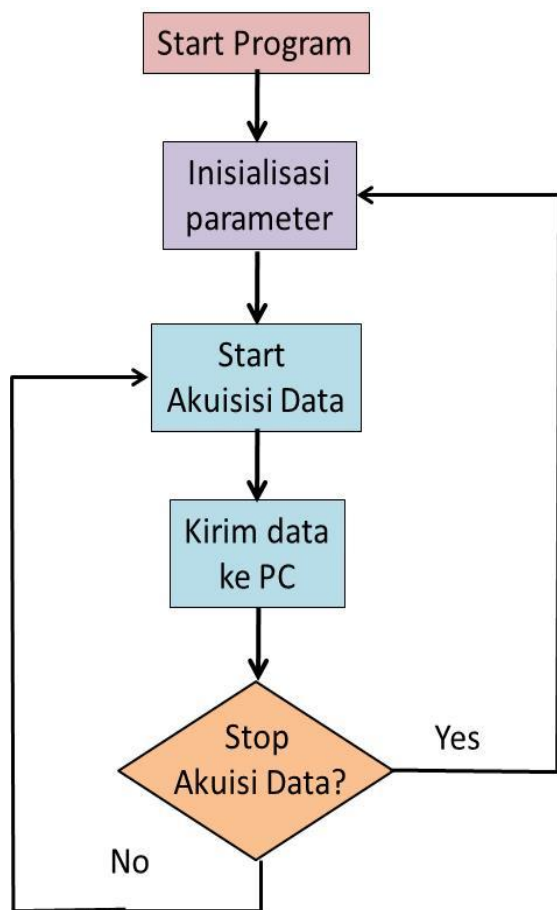 Start Program
Inisialisasi
parameter
Start
Akuisisi Data
Kirim data
ke PC
Stop
Akuisi Data?
Yes
No